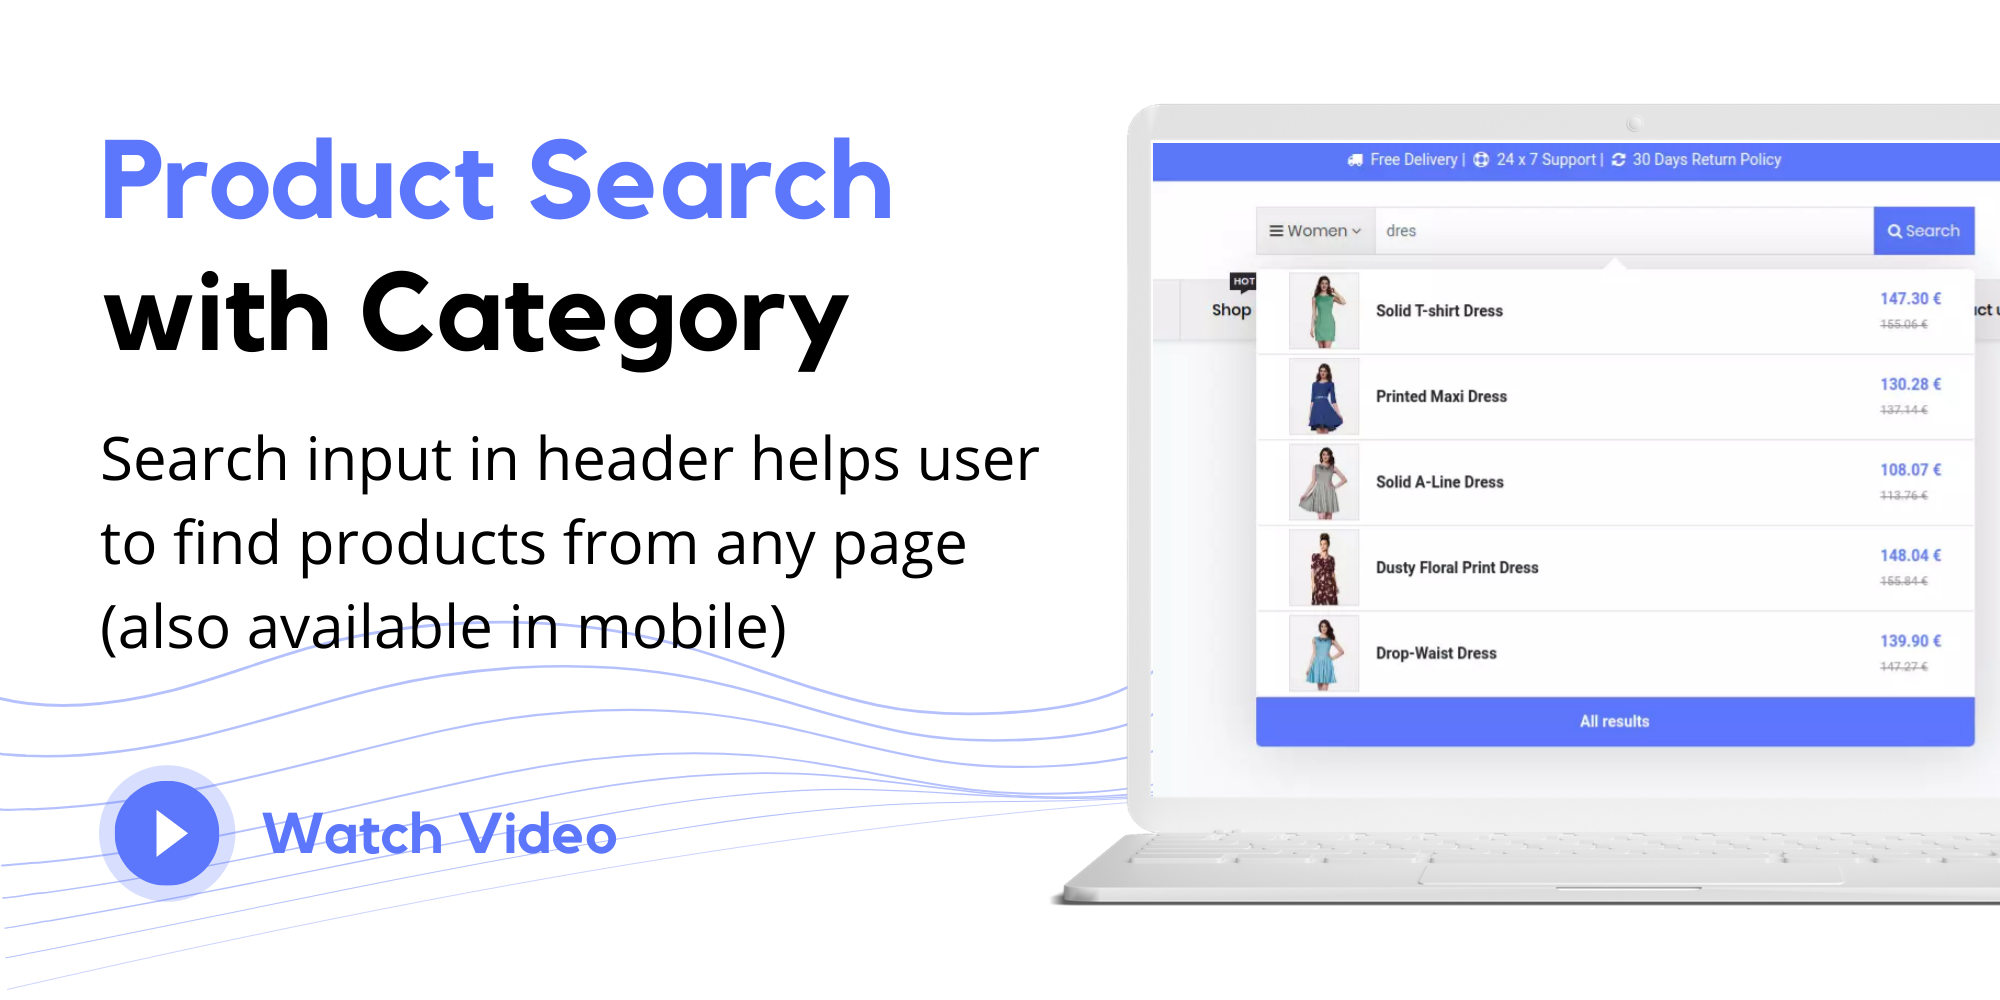 Product Search
with Category
Search input in header helps user
to find products from any page
(also available in mobile)
Watch Video
Free Delivery | 24 x 7 Support | 30 Days Return Policy
Women dres Search
HOT
Shop
Solid T-shirt Dress 147.30 €
155.06 €
Printed Maxi Dress 130.28 €
137.14 €
Solid A-Line Dress 108.07 €
113.76 €
Dusty Floral Print Dress 148.04 €
155.84 €
Drop-Waist Dress 139.90 €
147.27 €
All results